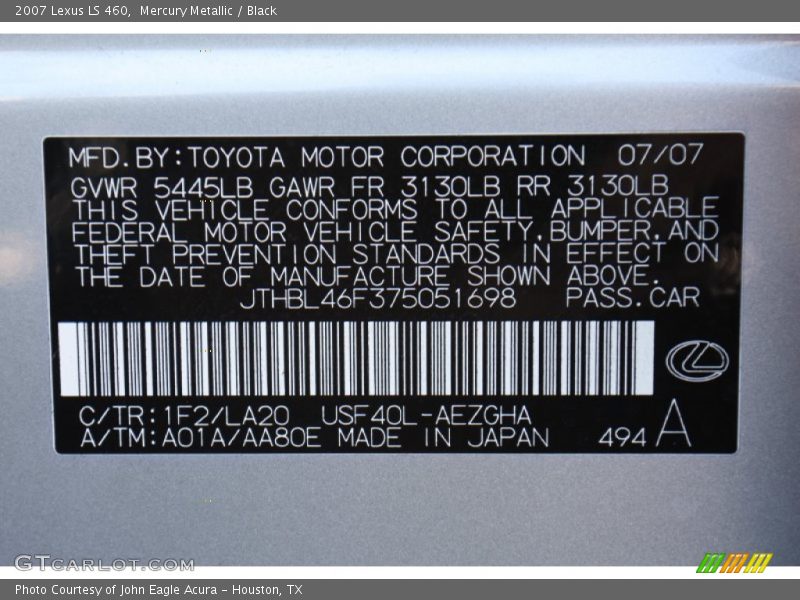 2007 Lexus LS 460,  Mercury Metallic / Black
MFD.BY:TOYOTA MOTOR CORPORATION 07/07
GVWR 5445LB GAWR FR 3130LB RR 3130LB
THIS VEHICLE CONFORMS TO ALL APPLICABLE
FEDERAL MOTOR VEHICLE SAFETY,BUMPER,AND
THEFT PREVENTION STANDARDS IN EFFECT ON
THE DATE OF MANUFACTURE SHOWN ABOVE.
JTHBL46F375051698 PASS.CAR
C/TR:1F2/LA20 USF40L-AEZGHA
A/TM:A01A/AA80E MADE IN JAPAN 494 A
GTCARLOT.COM
Photo Courtesy of John Eagle Acura - Houston, TX